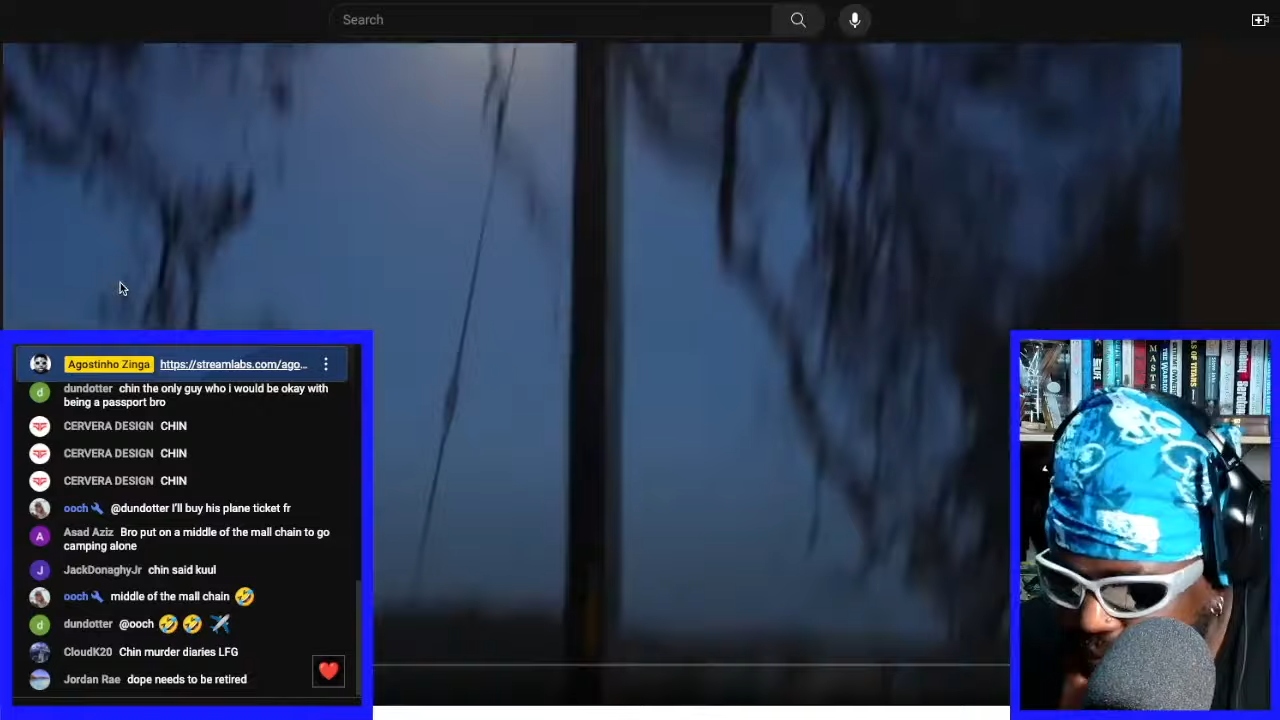 Search
Agostinho Zinga https://streamlabs.com/ago...
dundotter chin the only guy who i would be okay with
being a passport bro
CERVERA DESIGN CHIN
CERVERA DESIGN CHIN
CERVERA DESIGN CHIN
ooch @dundotter I'll buy his plane ticket fr
Asad Aziz Bro put on a middle of the mall chain to go
camping alone
JackDonaghyJr chin said kuul
ooch middle of the mall chain 🤣
dundotter @ooch 🤣 🤣 ✈️
CloudK20 Chin murder diaries LFG
Jordan Rae dope needs to be retired